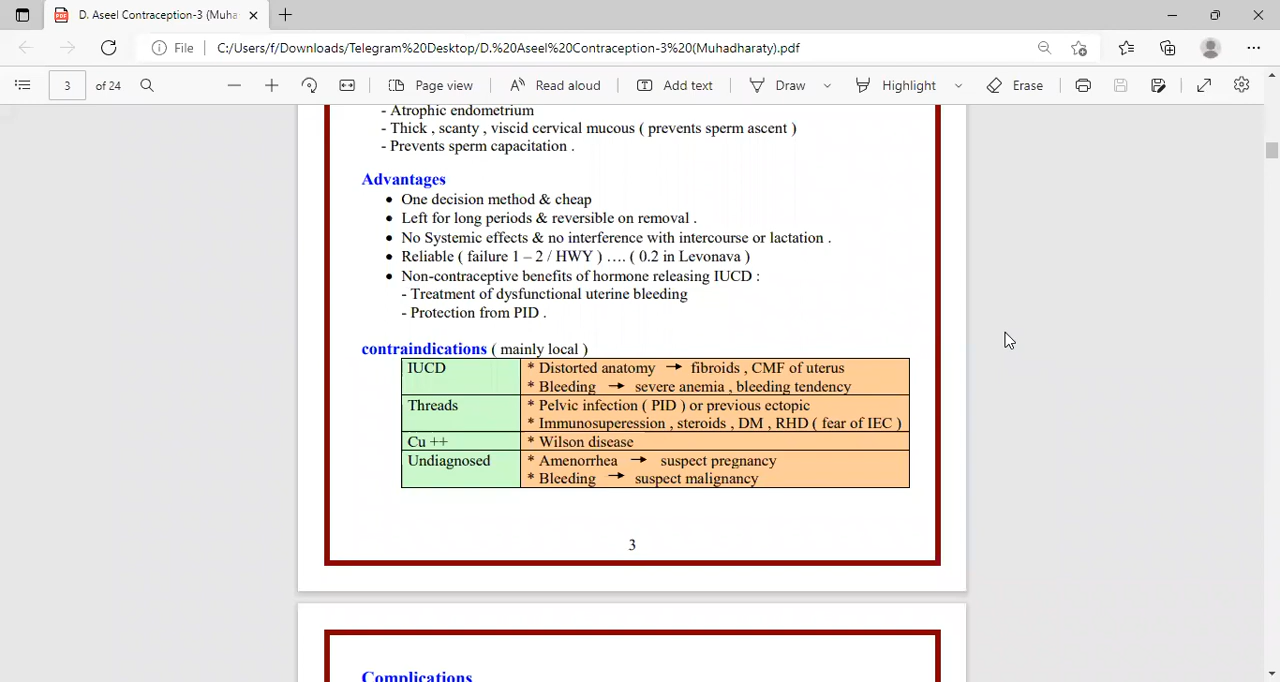 D. Aseel Contraception-3 (Muha
File
C:/Users/f/Downloads/Telegram%20Desktop/D.%20Aseel%20Contraception-3%20(Muhadharaty).pdf
3 of 24
Page view
Read aloud
Add text
Draw
Highlight
Erase
- Atrophic endometrium
- Thick , scanty , viscid cervical mucous ( prevents sperm ascent )
- Prevents sperm capacitation .
Advantages
• One decision method & cheap
• Left for long periods & reversible on removal .
• No Systemic effects & no interference with intercourse or lactation .
• Reliable ( failure 1 – 2 / HWY ) …. ( 0.2 in Levonava )
• Non-contraceptive benefits of hormone releasing IUCD :
- Treatment of dysfunctional uterine bleeding
- Protection from PID .
contraindications ( mainly local )
IUCD * Distorted anatomy → fibroids , CMF of uterus
* Bleeding → severe anemia , bleeding tendency
Threads * Pelvic infection ( PID ) or previous ectopic
* Immunosuperession , steroids , DM , RHD ( fear of IEC )
Cu ++ * Wilson disease
Undiagnosed * Amenorrhea → suspect pregnancy
* Bleeding → suspect malignancy
3
Complications